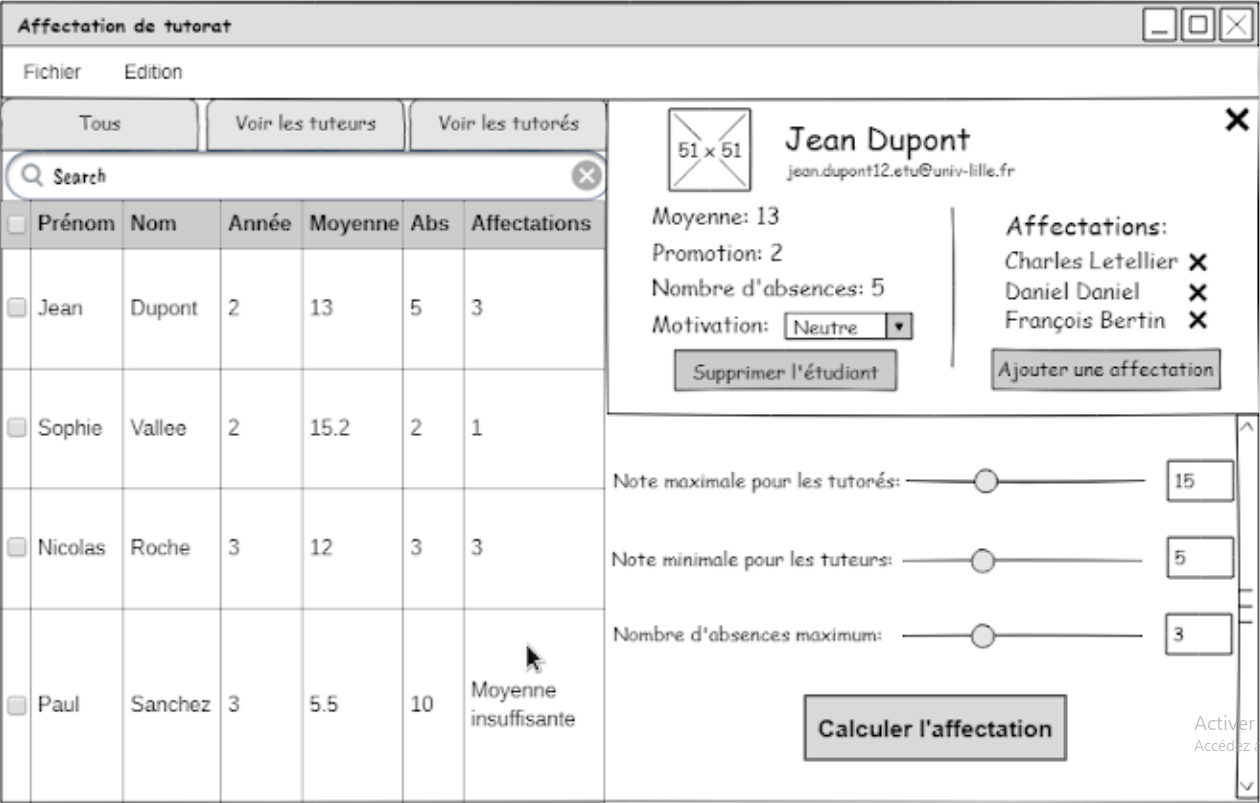 Affectation de tutorat
Fichier Edition
Tous Voir les tuteurs Voir les tutorés
Search
Prénom Nom Année Moyenne Abs Affectations
Jean Dupont 2 13 5 3
Sophie Vallee 2 15.2 2 1
Nicolas Roche 3 12 3 3
Paul Sanchez 3 5.5 10 Moyenne
insuffisante
51 x 51
Jean Dupont
jean.dupont12.etu@univ-lille.fr
Moyenne: 13
Promotion: 2
Nombre d'absences: 5
Motivation: Neutre
Supprimer l'étudiant
Affectations:
Charles Letellier
Daniel Daniel
François Bertin
Ajouter une affectation
Note maximale pour les tutorés: 15
Note minimale pour les tuteurs: 5
Nombre d'absences maximum: 3
Calculer l'affectation
Activer
Accédez